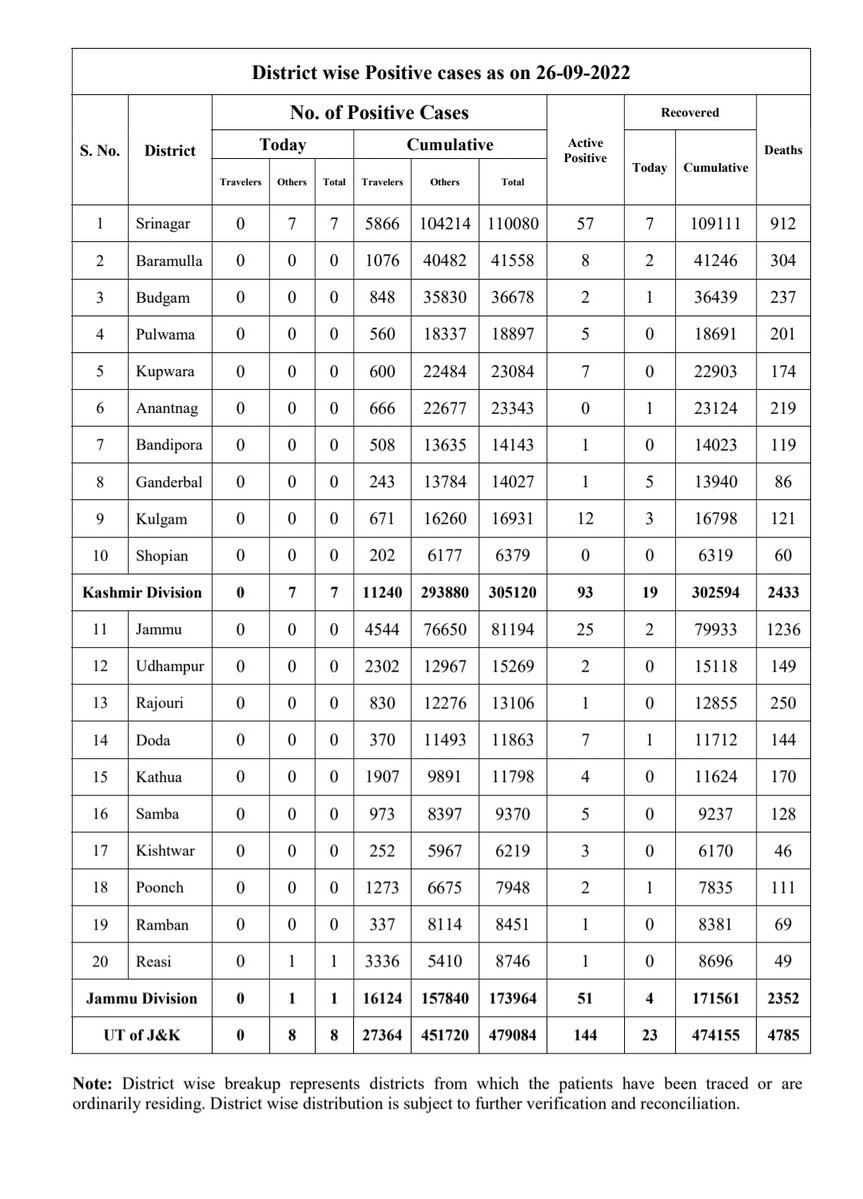 District wise Positive cases as on 26-09-2022
S. No. District No. of Positive Cases Active Positive Recovered Deaths
Today Cumulative Today Cumulative
Travelers Others Total Travelers Others Total
1 Srinagar 0 7 7 5866 104214 110080 57 7 109111 912
2 Baramulla 0 0 0 1076 40482 41558 8 2 41246 304
3 Budgam 0 0 0 848 35830 36678 2 1 36439 237
4 Pulwama 0 0 0 560 18337 18897 5 0 18691 201
5 Kupwara 0 0 0 600 22484 23084 7 0 22903 174
6 Anantnag 0 0 0 666 22677 23343 0 1 23124 219
7 Bandipora 0 0 0 508 13635 14143 1 0 14023 119
8 Ganderbal 0 0 0 243 13784 14027 1 5 13940 86
9 Kulgam 0 0 0 671 16260 16931 12 3 16798 121
10 Shopian 0 0 0 202 6177 6379 0 0 6319 60
Kashmir Division 0 7 7 11240 293880 305120 93 19 302594 2433
11 Jammu 0 0 0 4544 76650 81194 25 2 79933 1236
12 Udhampur 0 0 0 2302 12967 15269 2 0 15118 149
13 Rajouri 0 0 0 830 12276 13106 1 0 12855 250
14 Doda 0 0 0 370 11493 11863 7 1 11712 144
15 Kathua 0 0 0 1907 9891 11798 4 0 11624 170
16 Samba 0 0 0 973 8397 9370 5 0 9237 128
17 Kishtwar 0 0 0 252 5967 6219 3 0 6170 46
18 Poonch 0 0 0 1273 6675 7948 2 1 7835 111
19 Ramban 0 0 0 337 8114 8451 1 0 8381 69
20 Reasi 0 1 1 3336 5410 8746 1 0 8696 49
Jammu Division 0 1 1 16124 157840 173964 51 4 171561 2352
UT of J&K 0 8 8 27364 451720 479084 144 23 474155 4785
Note: District wise breakup represents districts from which the patients have been traced or are
ordinarily residing. District wise distribution is subject to further verification and reconciliation.